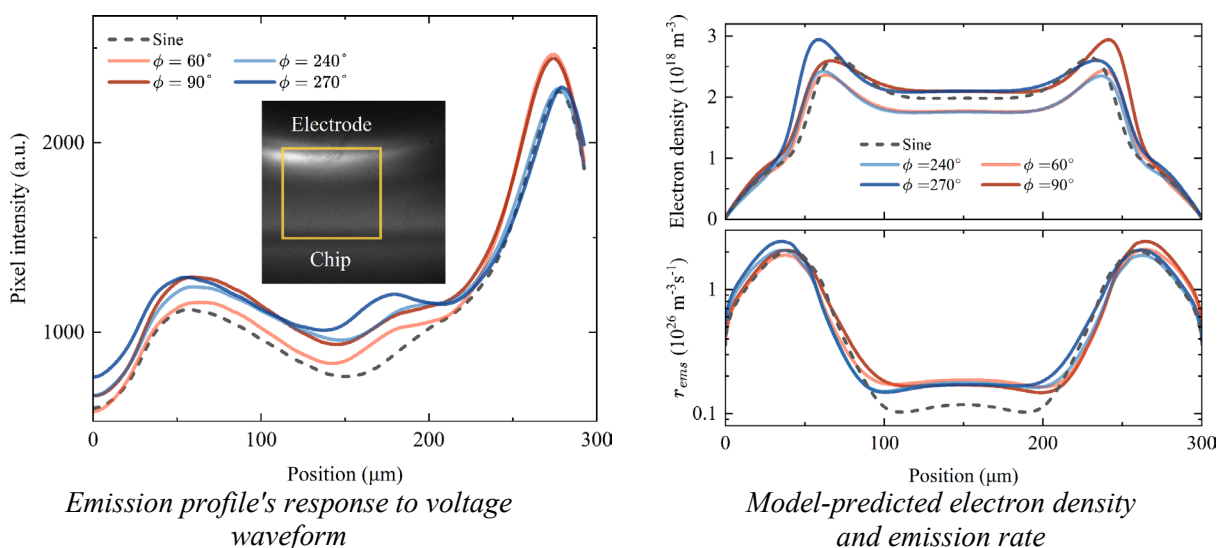 Sine
ϕ = 60°
ϕ = 240°
ϕ = 90°
ϕ = 270°
Electrode
Chip
2000
1000
0
Pixel intensity (a.u.)
0
100
200
300
Position (μm)
Emission profile's response to voltage
waveform
3
2
1
0
Electron density (10¹⁸ m⁻³)
Sine
ϕ =240°
ϕ =60°
ϕ =270°
ϕ =90°
1
0.1
r_ems (10²⁶ m⁻³s⁻¹)
0
100
200
300
Position (μm)
Model-predicted electron density
and emission rate